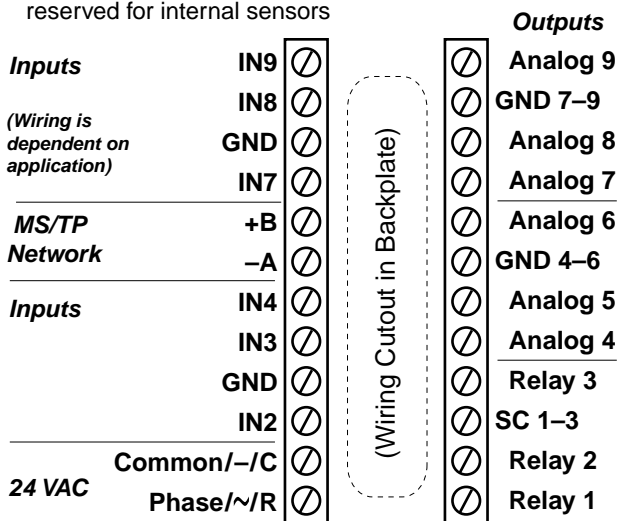 reserved for internal sensors
Outputs
Inputs
(Wiring is
dependent on
application)
IN9
IN8
GND
IN7
MS/TP
Network
+B
–A
Inputs
IN4
IN3
GND
IN2
24 VAC
Common/–/C
Phase/~/R
(Wiring Cutout in Backplate)
Analog 9
GND 7–9
Analog 8
Analog 7
Analog 6
GND 4–6
Analog 5
Analog 4
Relay 3
SC 1–3
Relay 2
Relay 1